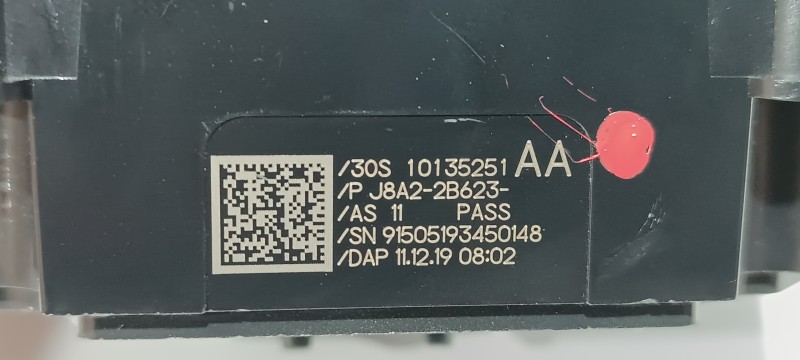 /30S 10135251 AA
/P J8A2-2B623-
/AS 11 PASS
/SN 91505193450148
/DAP 11.12.19 08:02